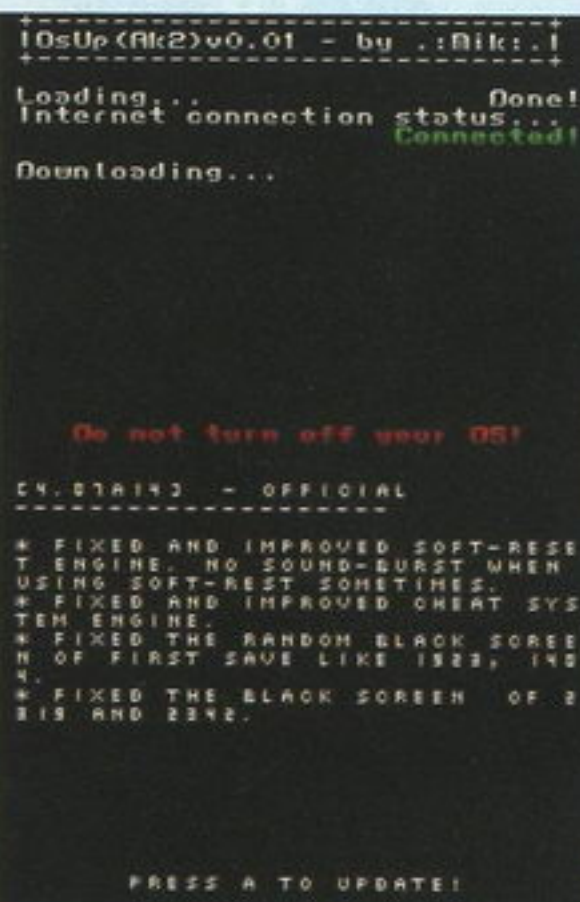 +---------------------------+
|DsUp(Ak2)v0.01 - by .:Aik:.|
+---------------------------+
Loading... Done!
Internet connection status...
Connected!
Downloading...
Do not turn off your DS!
[4.07A14] - OFFICIAL
--------------------
* FIXED AND IMPROVED SOFT-RESE
T ENGINE. NO SOUND-BURST WHEN
USING SOFT-REST SOMETIMES.
* FIXED AND IMPROVED CHEAT SYS
TEM ENGINE.
* FIXED THE RANDOM BLACK SCREE
N OF FIRST SAVE LIKE 1923, 140
4.
* FIXED THE BLACK SCREEN OF 2
319 AND 2342.
PRESS A TO UPDATE!